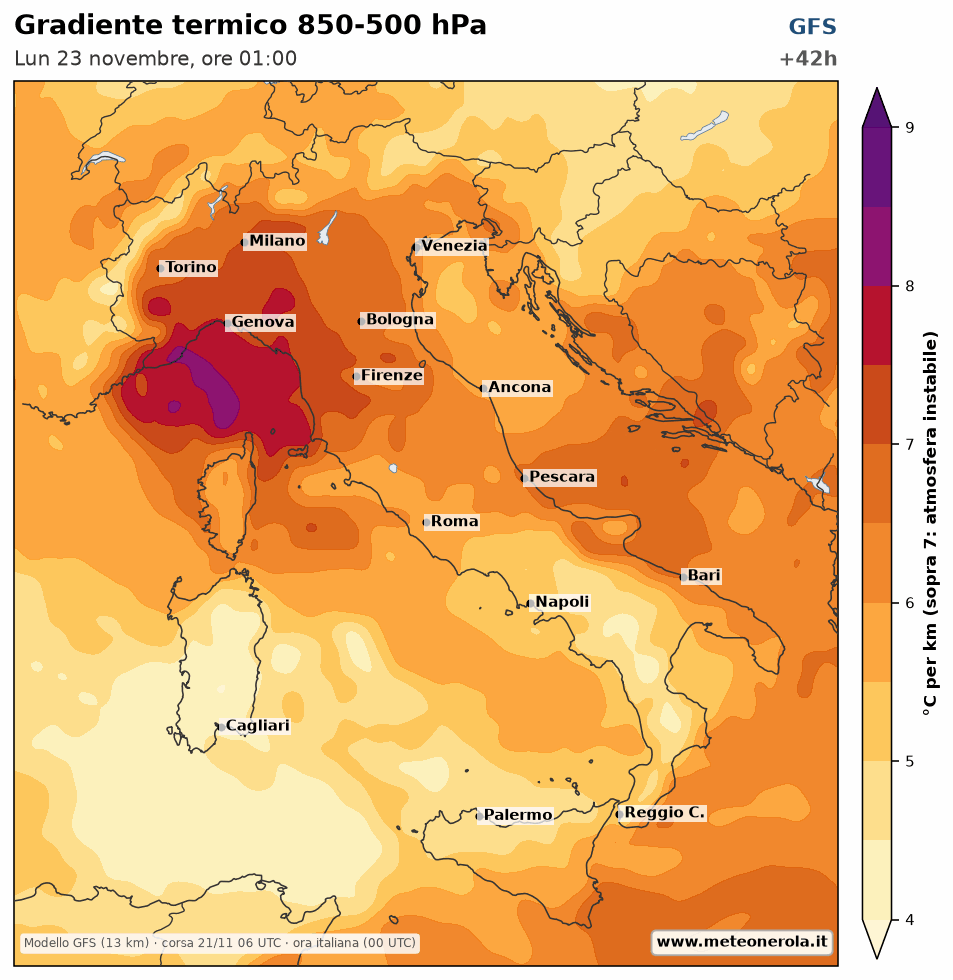 Gradiente termico 850-500 hPa
GFS
Lun 23 novembre, ore 01:00
+42h
Milano
Venezia
Torino
Genova
Bologna
Firenze
Ancona
Pescara
Roma
Bari
Napoli
Cagliari
Palermo
Reggio C.
9
8
7
6
5
4
°C per km (sopra 7: atmosfera instabile)
Modello GFS (13 km) · corsa 21/11 06 UTC · ora italiana (00 UTC)
www.meteonerola.it